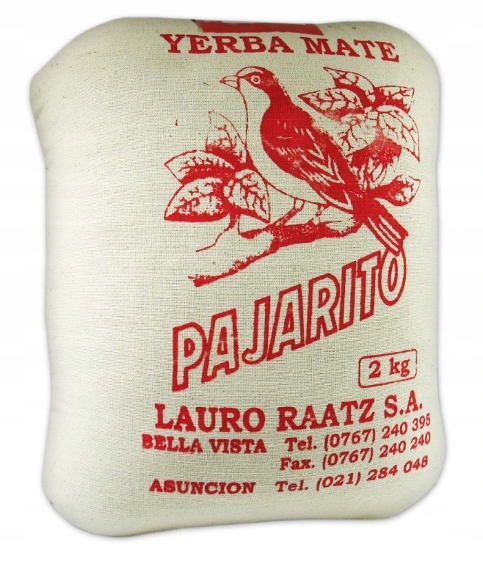 YERBA MATE
PAJARITO
2 kg
LAURO RAATZ S.A.
BELLA VISTA Tel. (0767) 240 395
Fax. (0767) 240 240
ASUNCION Tel. (021) 284 048